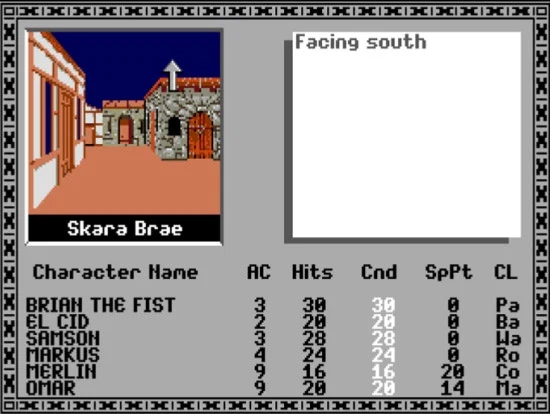 Facing south
Skara Brae
Character Name AC Hits Cnd SpPt CL
BRIAN THE FIST 3 30 30 0 Pa
EL CID 2 20 20 0 Ba
SAMSON 3 28 28 0 Wa
MARKUS 4 24 24 0 Ro
MERLIN 9 16 16 20 Co
OMAR 9 20 20 14 Ma